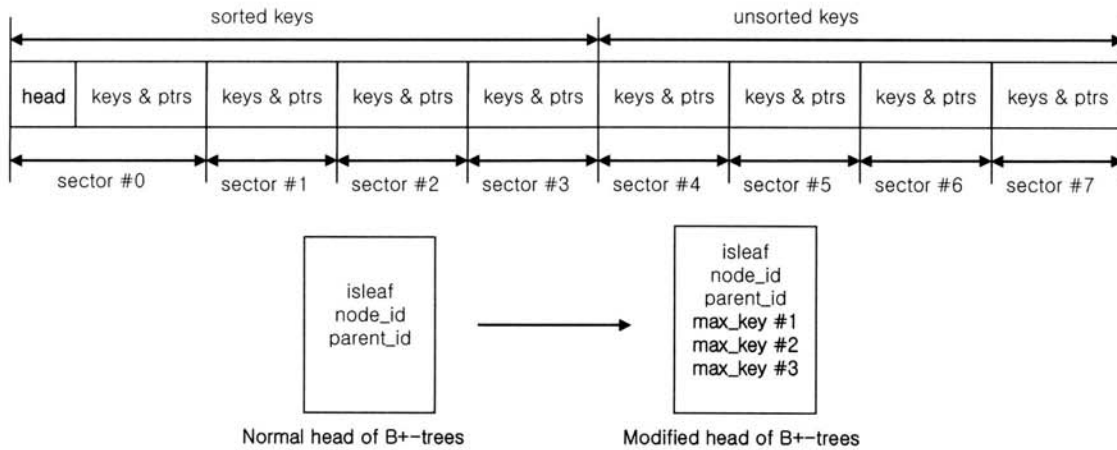 sorted keys
unsorted keys
head
keys & ptrs
keys & ptrs
keys & ptrs
keys & ptrs
keys & ptrs
keys & ptrs
keys & ptrs
keys & ptrs
sector #0
sector #1
sector #2
sector #3
sector #4
sector #5
sector #6
sector #7
isleaf
node_id
parent_id
Normal head of B+-trees
isleaf
node_id
parent_id
max_key #1
max_key #2
max_key #3
Modified head of B+-trees